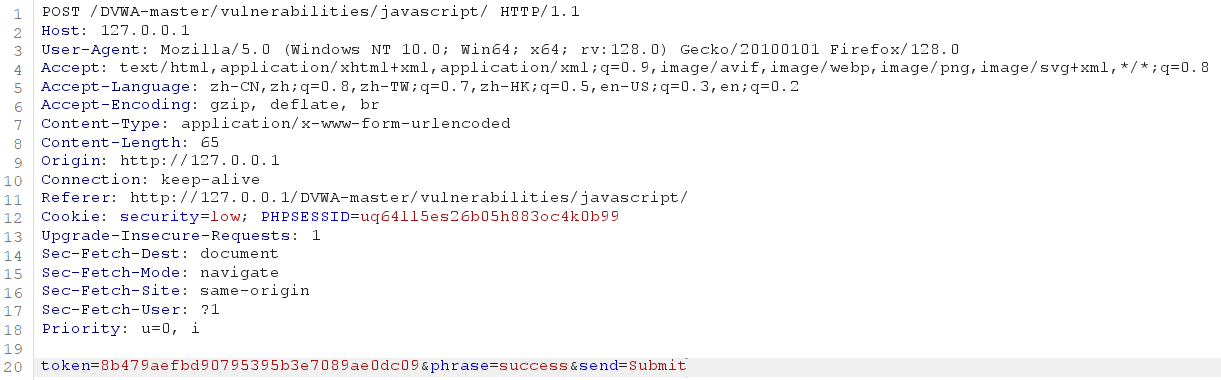 1 POST /DVWA-master/vulnerabilities/javascript/ HTTP/1.1
2 Host: 127.0.0.1
3 User-Agent: Mozilla/5.0 (Windows NT 10.0; Win64; x64; rv:128.0) Gecko/20100101 Firefox/128.0
4 Accept: text/html,application/xhtml+xml,application/xml;q=0.9,image/avif,image/webp,image/png,image/svg+xml,*/*;q=0.8
5 Accept-Language: zh-CN,zh;q=0.8,zh-TW;q=0.7,zh-HK;q=0.5,en-US;q=0.3,en;q=0.2
6 Accept-Encoding: gzip, deflate, br
7 Content-Type: application/x-www-form-urlencoded
8 Content-Length: 65
9 Origin: http://127.0.0.1
10 Connection: keep-alive
11 Referer: http://127.0.0.1/DVWA-master/vulnerabilities/javascript/
12 Cookie: security=low; PHPSESSID=uq64ll5es26b05h883oc4k0b99
13 Upgrade-Insecure-Requests: 1
14 Sec-Fetch-Dest: document
15 Sec-Fetch-Mode: navigate
16 Sec-Fetch-Site: same-origin
17 Sec-Fetch-User: ?1
18 Priority: u=0, i
19
20 token=8b479aefbd90795395b3e7089ae0dc09&phrase=success&send=Submit